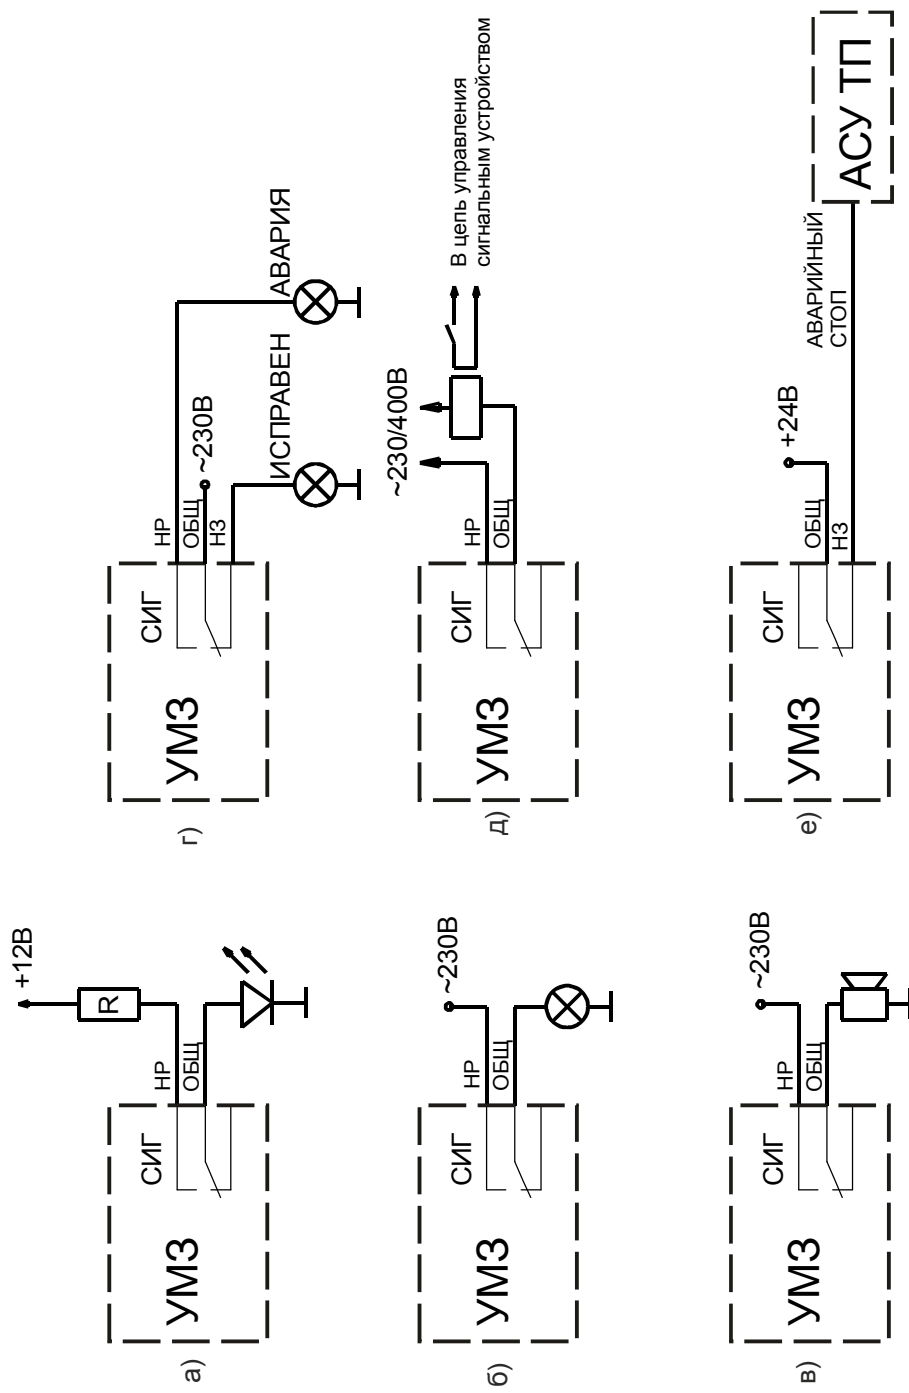 а)
УМЗ
СИГ
НР
ОБЩ
R
+12В
б)
УМЗ
СИГ
НР
ОБЩ
~230В
в)
УМЗ
СИГ
НР
ОБЩ
~230В
г)
УМЗ
СИГ
НР
ОБЩ
НЗ
~230В
ИСПРАВЕН
АВАРИЯ
д)
УМЗ
СИГ
НР
ОБЩ
~230/400В
В цепь управления
сигнальным устройством
е)
УМЗ
СИГ
ОБЩ
НЗ
+24В
АВАРИЙНЫЙ
СТОП
АСУ ТП